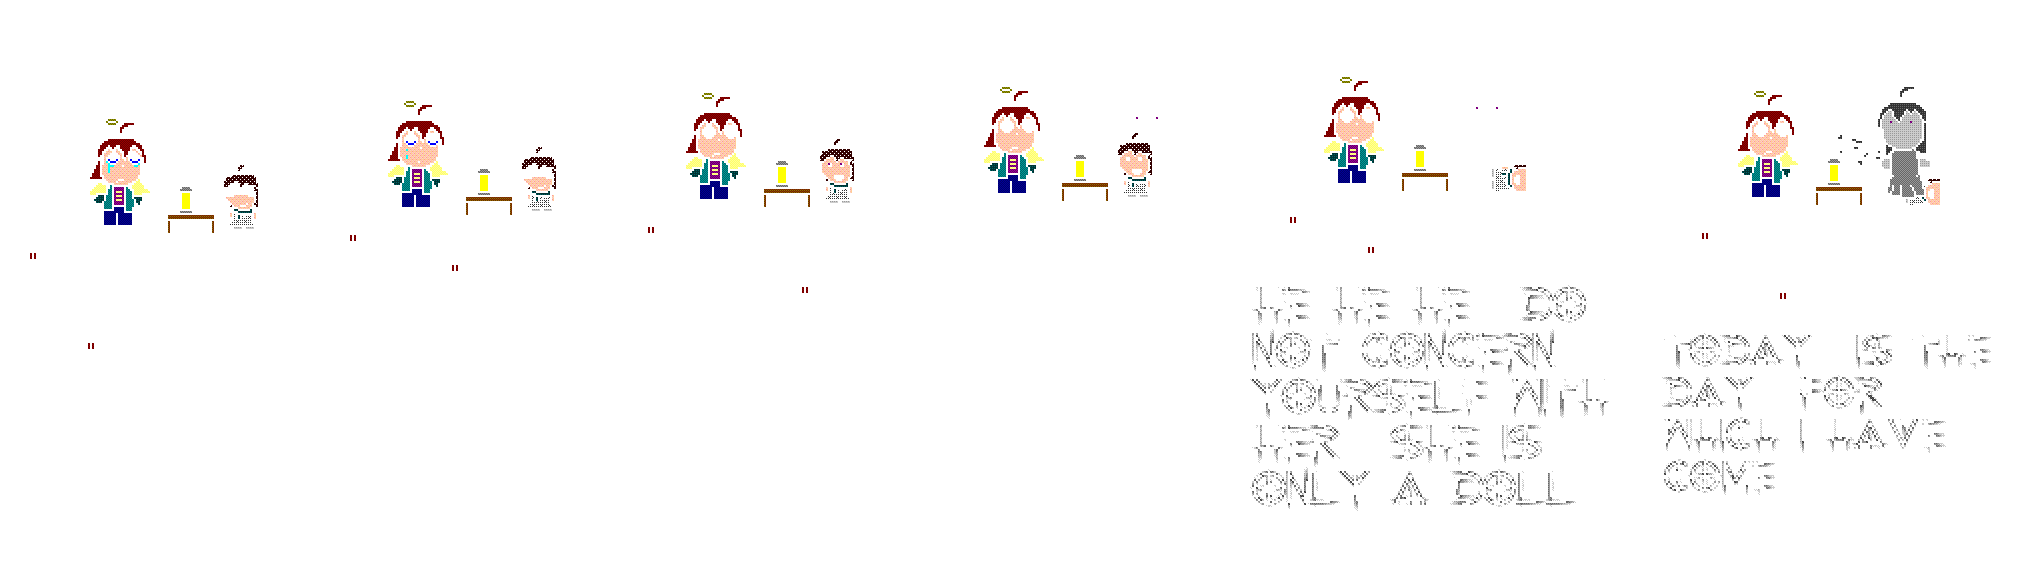 HE HE HE DO
NOT CONCERN
YOURSELF WITH
HER SHE IS
ONLY A DOLL
TODAY IS THE
DAY FOR
WHICH I HAVE
COME